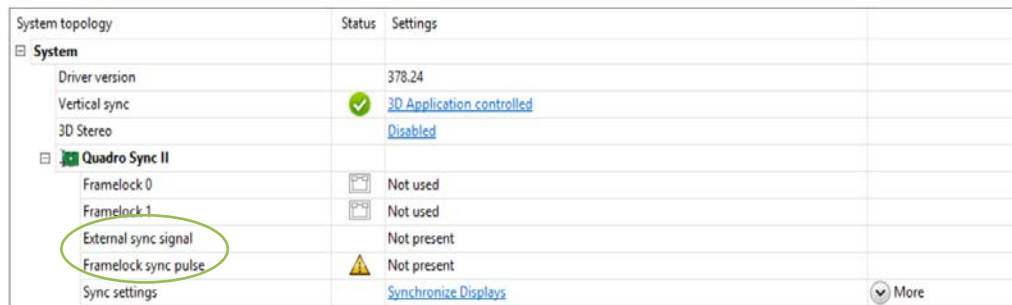 System topology Status Settings
System
Driver version 378.24
Vertical sync 3D Application controlled
3D Stereo Disabled
Quadro Sync II
Framelock 0 Not used
Framelock 1 Not used
External sync signal Not present
Framelock sync pulse Not present
Sync settings Synchronize Displays More